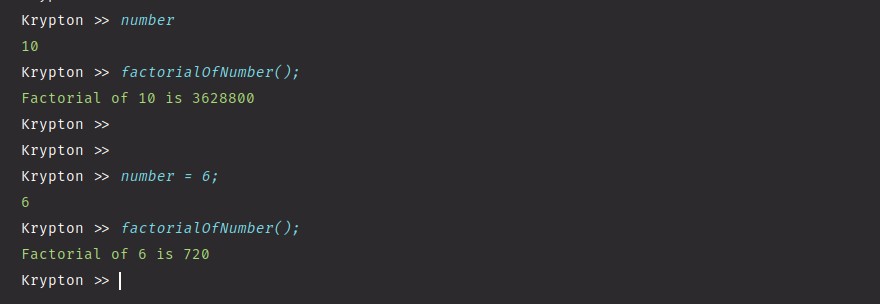 Krypton >> number
10
Krypton >> factorialOfNumber();
Factorial of 10 is 3628800
Krypton >>
Krypton >>
Krypton >> number = 6;
6
Krypton >> factorialOfNumber();
Factorial of 6 is 720
Krypton >>